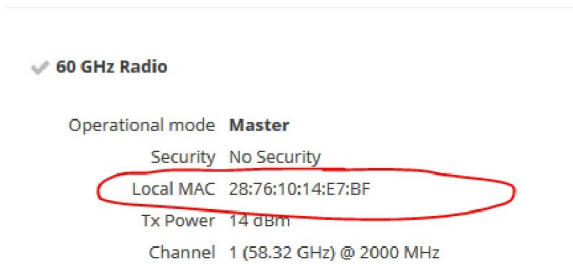 60 GHz Radio
Operational mode Master
Security No Security
Local MAC 28:76:10:14:E7:BF
Tx Power 14 dBm
Channel 1 (58.32 GHz) @ 2000 MHz